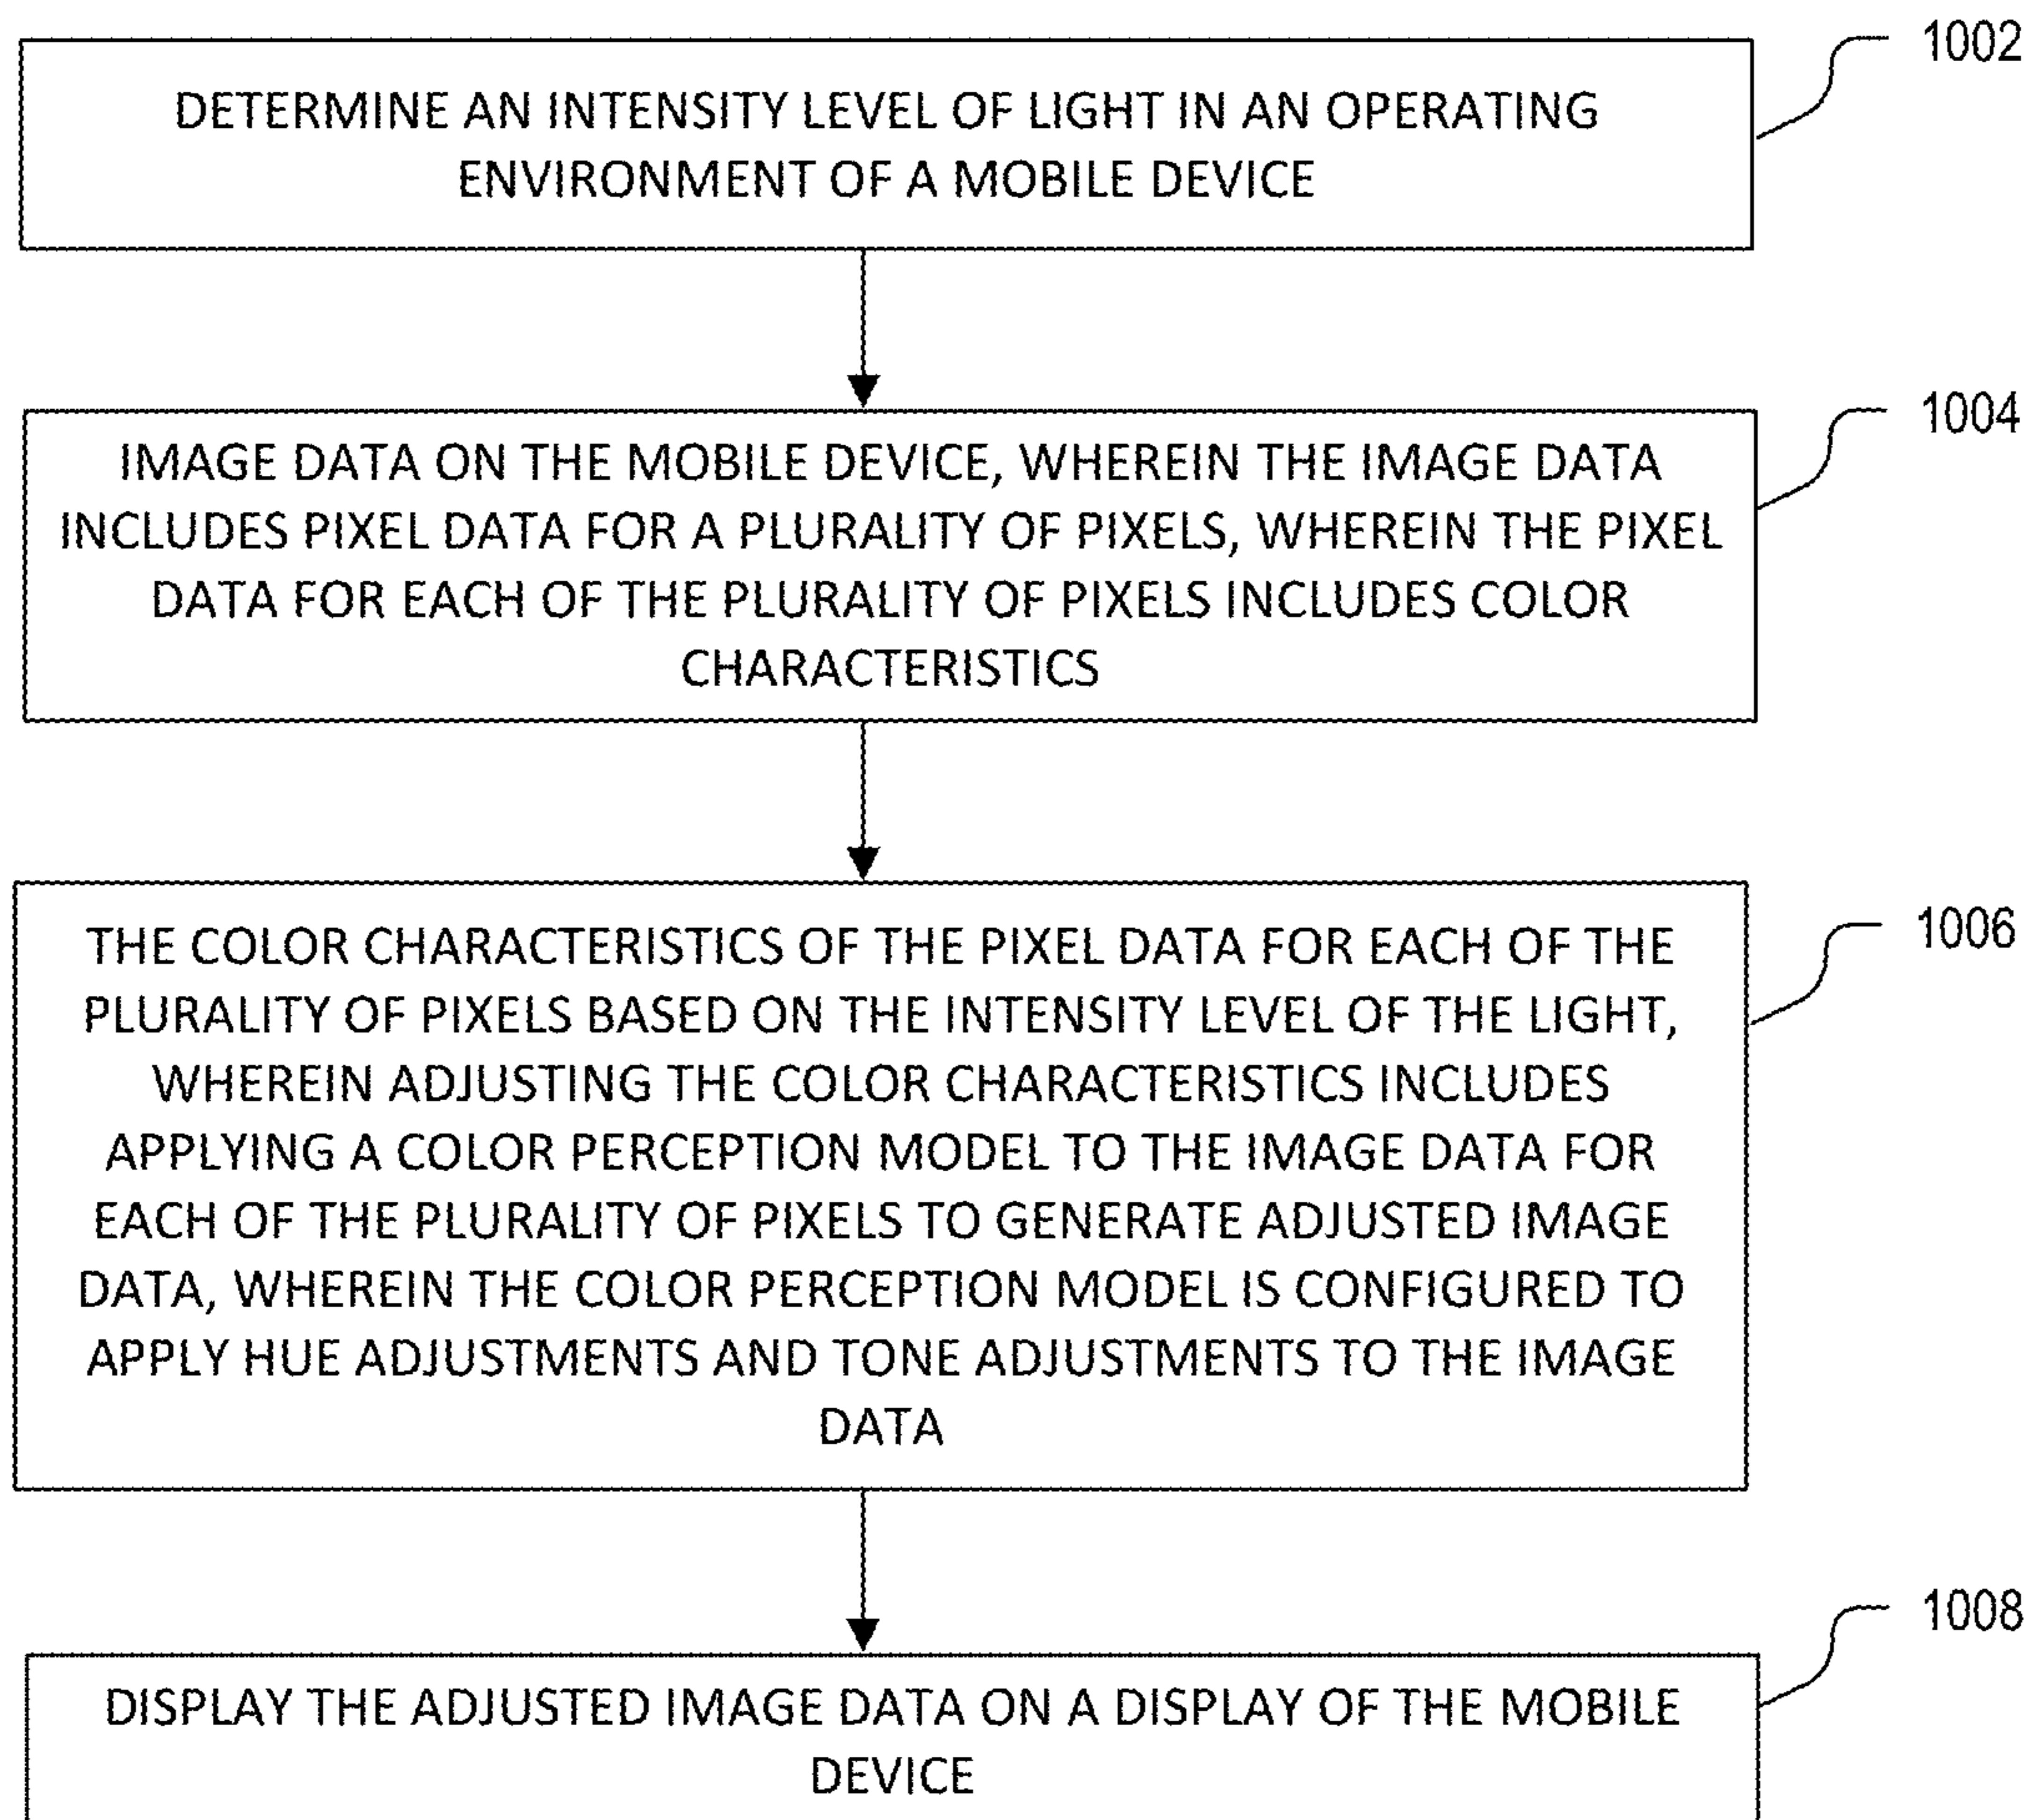 1002
DETERMINE AN INTENSITY LEVEL OF LIGHT IN AN OPERATING
ENVIRONMENT OF A MOBILE DEVICE
1004
IMAGE DATA ON THE MOBILE DEVICE, WHEREIN THE IMAGE DATA
INCLUDES PIXEL DATA FOR A PLURALITY OF PIXELS, WHEREIN THE PIXEL
DATA FOR EACH OF THE PLURALITY OF PIXELS INCLUDES COLOR
CHARACTERISTICS
1006
THE COLOR CHARACTERISTICS OF THE PIXEL DATA FOR EACH OF THE
PLURALITY OF PIXELS BASED ON THE INTENSITY LEVEL OF THE LIGHT,
WHEREIN ADJUSTING THE COLOR CHARACTERISTICS INCLUDES
APPLYING A COLOR PERCEPTION MODEL TO THE IMAGE DATA FOR
EACH OF THE PLURALITY OF PIXELS TO GENERATE ADJUSTED IMAGE
DATA, WHEREIN THE COLOR PERCEPTION MODEL IS CONFIGURED TO
APPLY HUE ADJUSTMENTS AND TONE ADJUSTMENTS TO THE IMAGE
DATA
1008
DISPLAY THE ADJUSTED IMAGE DATA ON A DISPLAY OF THE MOBILE
DEVICE